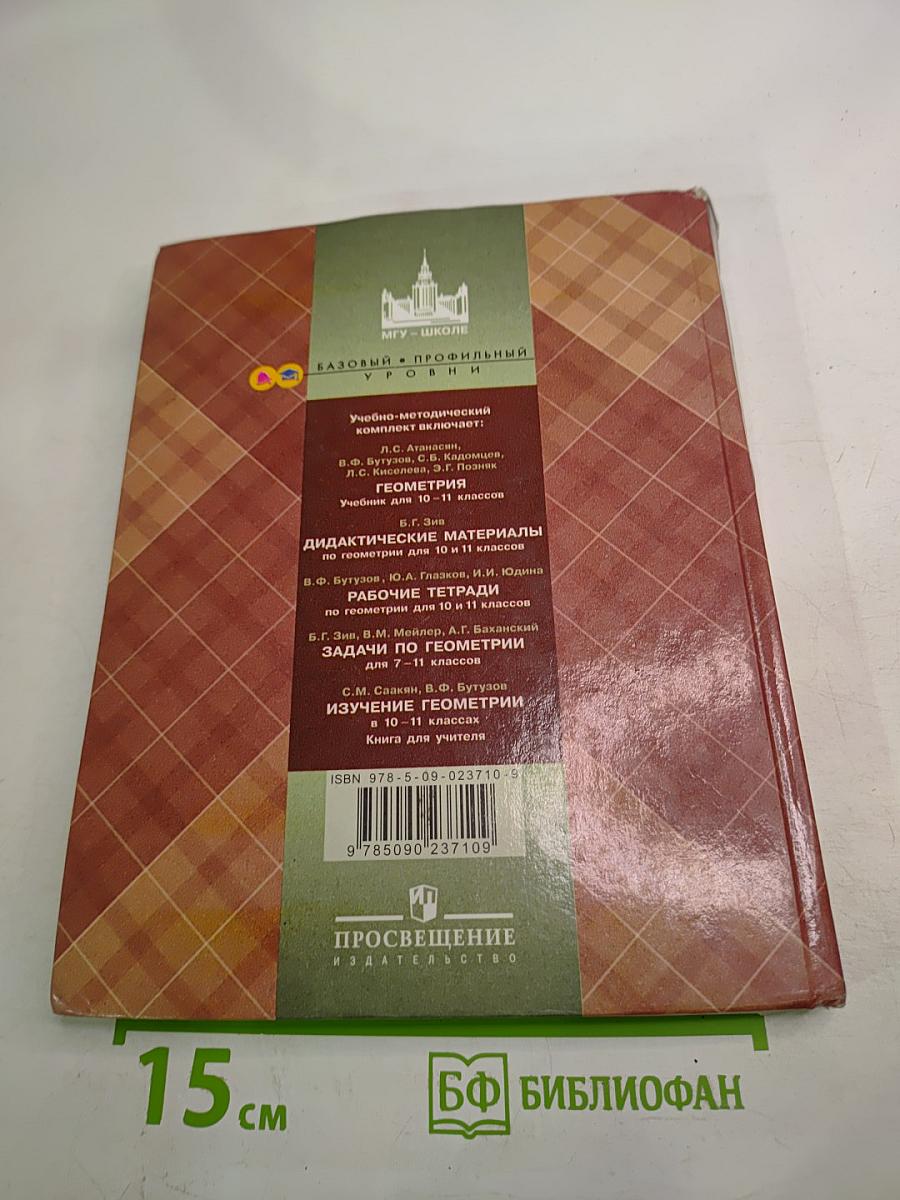 МГУ – ШКОЛЕ
БАЗОВЫЙ • ПРОФИЛЬНЫЙ
УРОВНИ
Учебно-методический
комплект включает:
Л.С. Атанасян,
В.Ф. Бутузов, С.Б. Кадомцев,
Л.С. Киселева, Э.Г. Позняк
ГЕОМЕТРИЯ
Учебник для 10–11 классов
Б.Г. Зив
ДИДАКТИЧЕСКИЕ МАТЕРИАЛЫ
по геометрии для 10 и 11 классов
В.Ф. Бутузов, Ю.А. Глазков, И.И. Юдина
РАБОЧИЕ ТЕТРАДИ
по геометрии для 10 и 11 классов
Б.Г. Зив, В.М. Мейлер, А.Г. Баханский
ЗАДАЧИ ПО ГЕОМЕТРИИ
для 7–11 классов
С.М. Саакян, В.Ф. Бутузов
ИЗУЧЕНИЕ ГЕОМЕТРИИ
в 10–11 классах
Книга для учителя
ISBN 978-5-09-023710-9
9 785090 237109
ПРОСВЕЩЕНИЕ
ИЗДАТЕЛЬСТВО
15 см
БФ БИБЛИОФАН